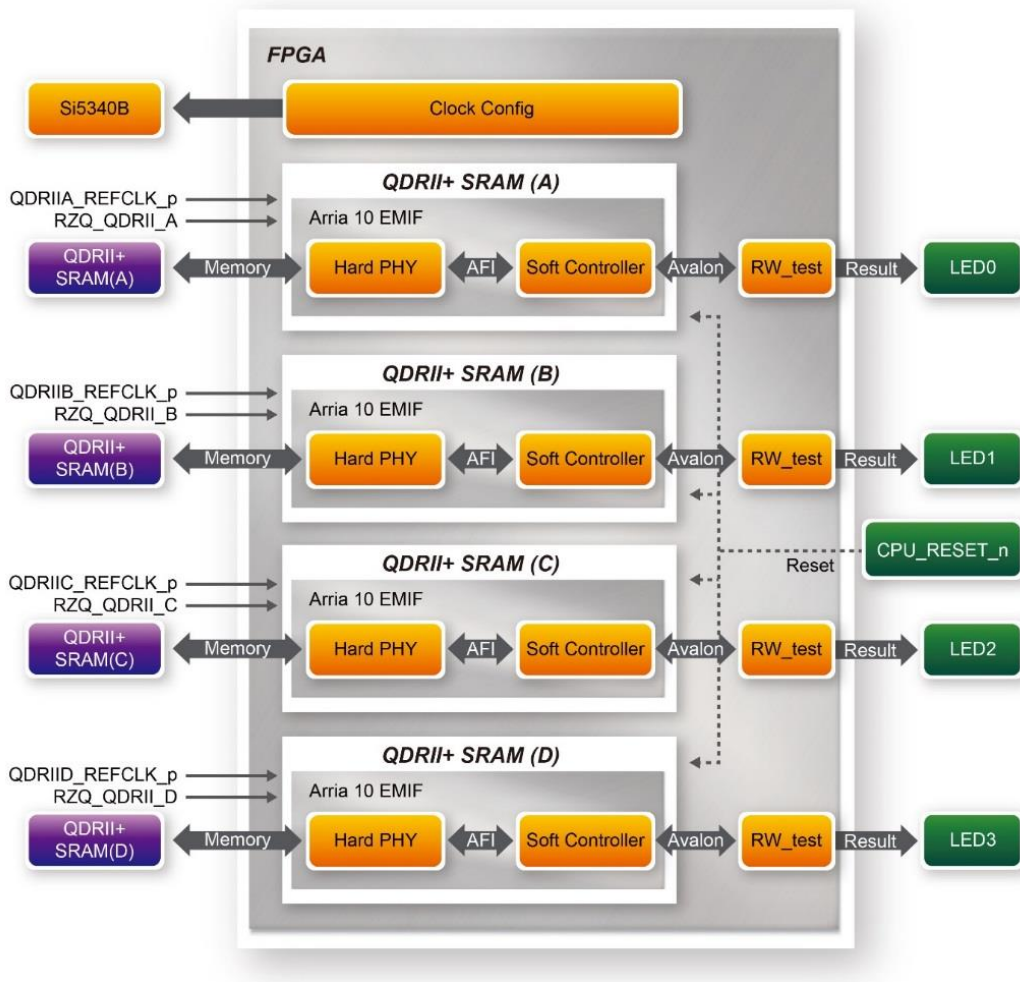 FPGA
Si5340B
Clock Config
QDRII+ SRAM (A)
QDRIIA_REFCLK_p
RZQ_QDRII_A
Arria 10 EMIF
QDRII+
SRAM(A)
Memory
Hard PHY
AFI
Soft Controller
Avalon
RW_test
Result
LED0
QDRII+ SRAM (B)
QDRIIB_REFCLK_p
RZQ_QDRII_B
Arria 10 EMIF
QDRII+
SRAM(B)
Memory
Hard PHY
AFI
Soft Controller
Avalon
RW_test
Result
LED1
CPU_RESET_n
Reset
QDRII+ SRAM (C)
QDRIIC_REFCLK_p
RZQ_QDRII_C
Arria 10 EMIF
QDRII+
SRAM(C)
Memory
Hard PHY
AFI
Soft Controller
Avalon
RW_test
Result
LED2
QDRII+ SRAM (D)
QDRIID_REFCLK_p
RZQ_QDRII_D
Arria 10 EMIF
QDRII+
SRAM(D)
Memory
Hard PHY
AFI
Soft Controller
Avalon
RW_test
Result
LED3